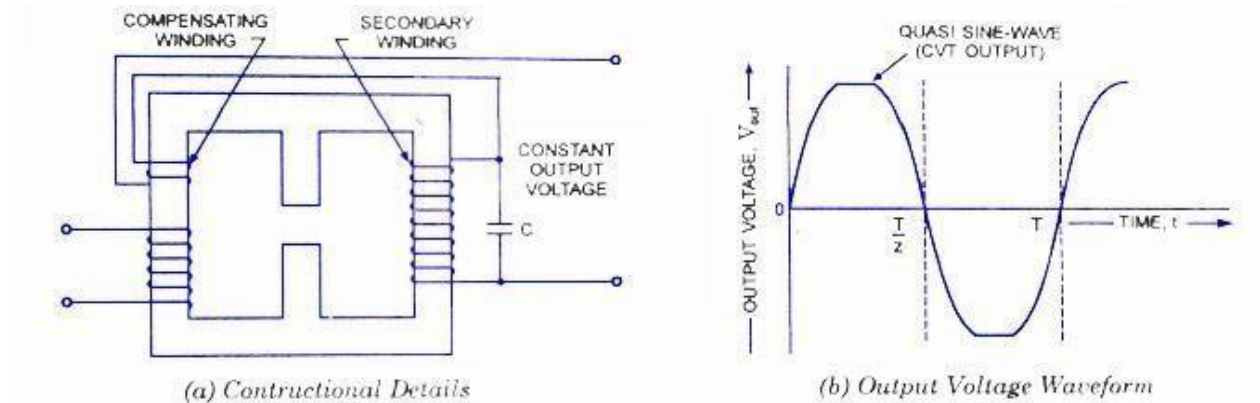 COMPENSATING
WINDING
SECONDARY
WINDING
CONSTANT
OUTPUT
VOLTAGE
C
(a) Contructional Details
QUASI SINE-WAVE
(CVT OUTPUT)
OUTPUT VOLTAGE, Vout
0
T
z
T
TIME, t
(b) Output Voltage Waveform